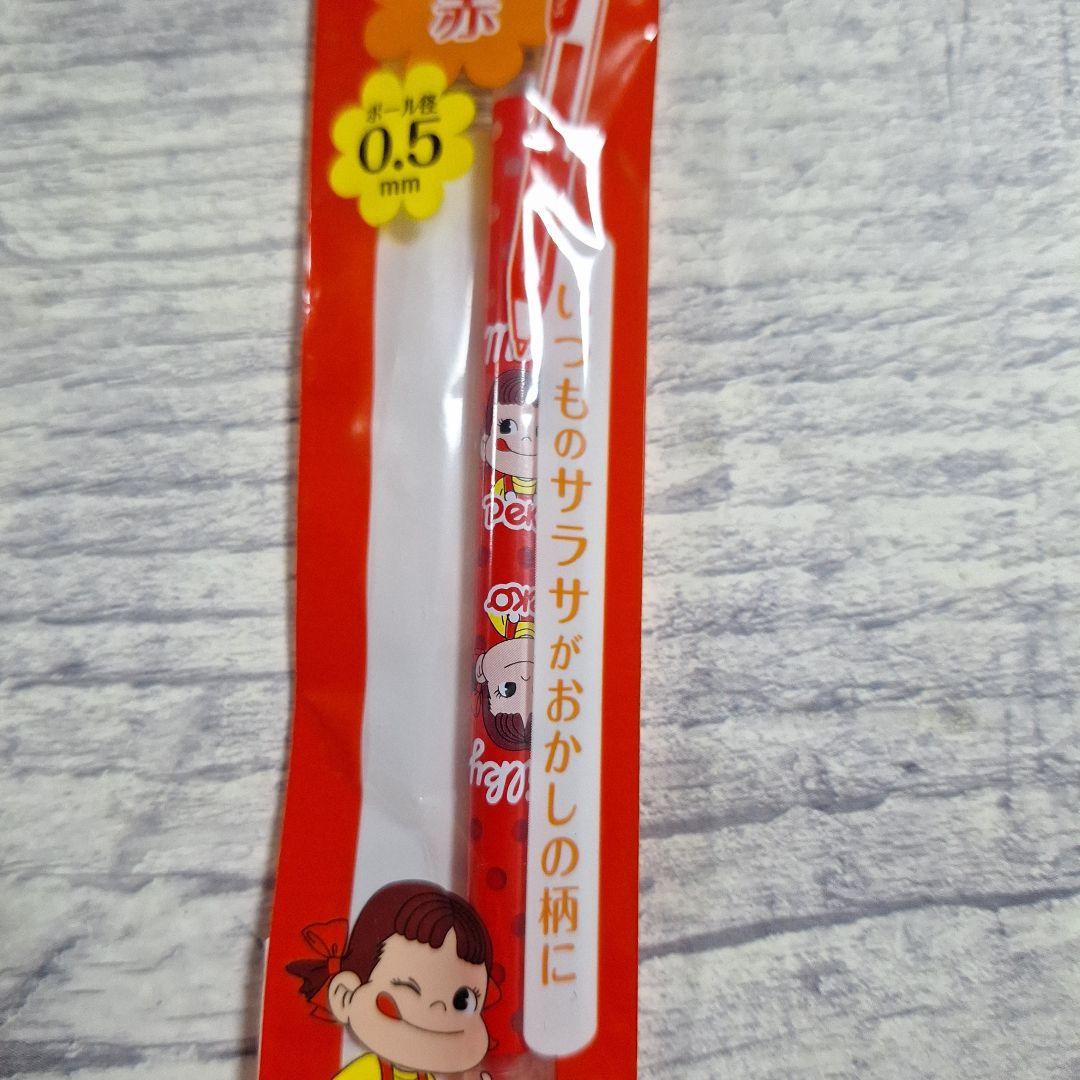 赤
ボール径
0.5
mm
いつものサラサがおかしの柄に
Peko